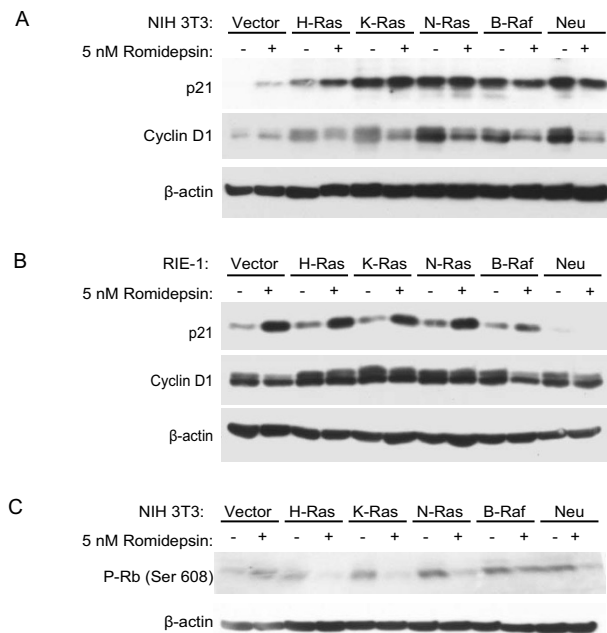 A
NIH 3T3: Vector H-Ras K-Ras N-Ras B-Raf Neu
5 nM Romidepsin: - + - + - + - + - + - +
p21
Cyclin D1
β-actin
B
RIE-1: Vector H-Ras K-Ras N-Ras B-Raf Neu
5 nM Romidepsin: - + - + - + - + - + - +
p21
Cyclin D1
β-actin
C
NIH 3T3: Vector H-Ras K-Ras N-Ras B-Raf Neu
5 nM Romidepsin: - + - + - + - + - + - +
P-Rb (Ser 608)
β-actin